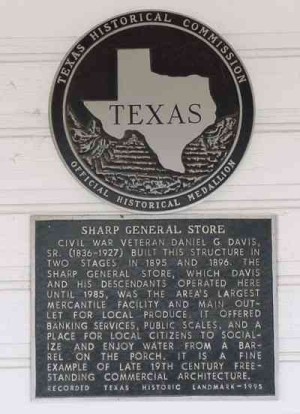 TEXAS HISTORICAL COMMISSION
TEXAS
OFFICIAL HISTORICAL MEDALLION
SHARP GENERAL STORE
CIVIL WAR VETERAN DANIEL G. DAVIS,
SR. (1836-1927) BUILT THIS STRUCTURE IN
TWO STAGES IN 1895 AND 1896. THE
SHARP GENERAL STORE, WHICH DAVIS
AND HIS DESCENDANTS OPERATED HERE
UNTIL 1985, WAS THE AREA'S LARGEST
MERCANTILE FACILITY AND MAIN OUT-
LET FOR LOCAL PRODUCE. IT OFFERED
BANKING SERVICES, PUBLIC SCALES, AND A
PLACE FOR LOCAL CITIZENS TO SOCIAL-
IZE AND ENJOY WATER FROM A BAR-
REL ON THE PORCH. IT IS A FINE
EXAMPLE OF LATE 19TH CENTURY FREE-
STANDING COMMERCIAL ARCHITECTURE.
RECORDED TEXAS HISTORIC LANDMARK-1995